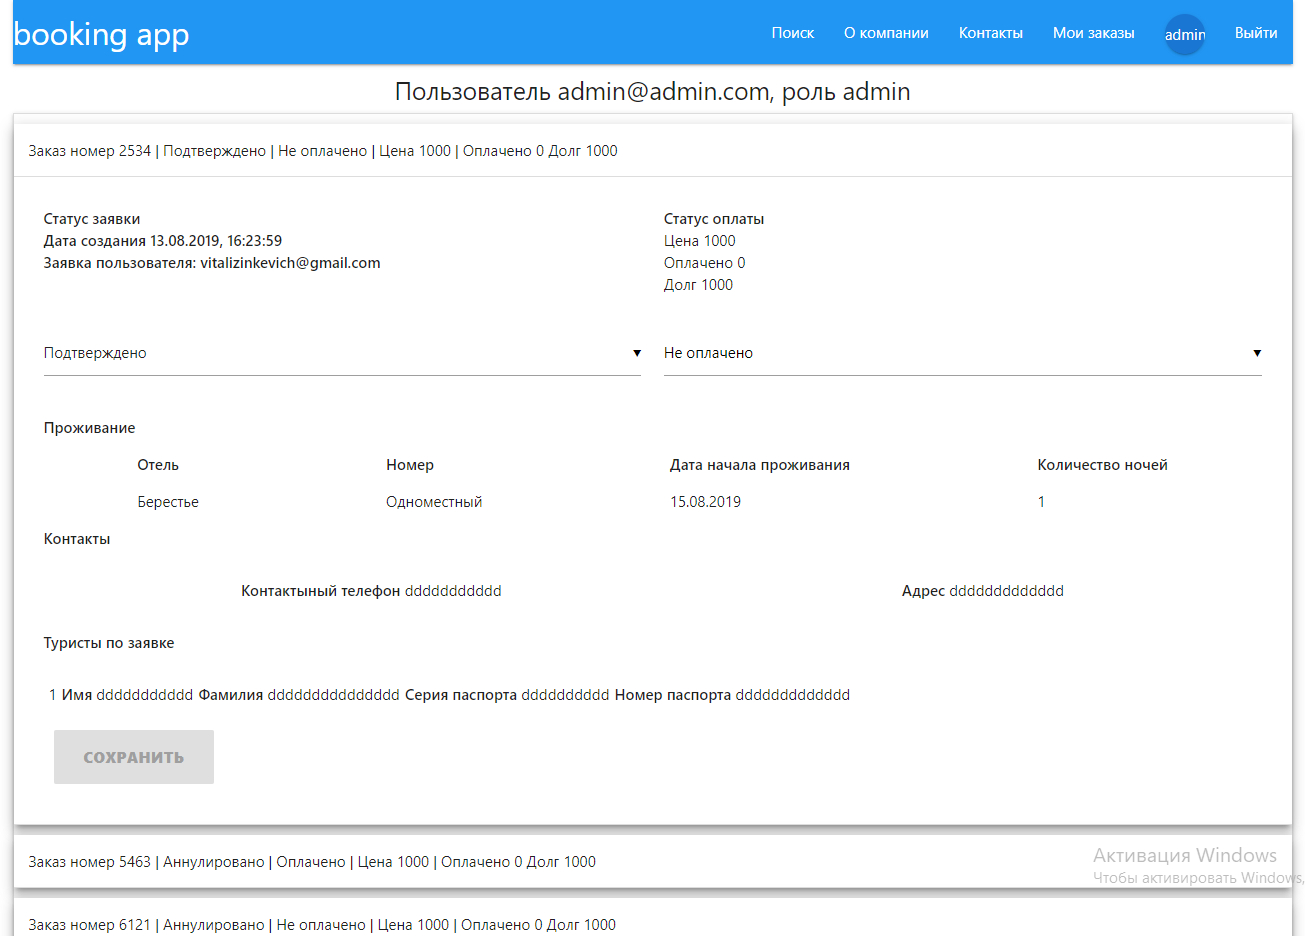 booking app
Поиск О компании Контакты Мои заказы admin Выйти
Пользователь admin@admin.com, роль admin
Заказ номер 2534 | Подтверждено | Не оплачено | Цена 1000 | Оплачено 0 Долг 1000
Статус заявки
Дата создания 13.08.2019, 16:23:59
Заявка пользователя: vitalizinkevich@gmail.com
Статус оплаты
Цена 1000
Оплачено 0
Долг 1000
Подтверждено
Не оплачено
Проживание
Отель Номер Дата начала проживания Количество ночей
Берестье Одноместный 15.08.2019 1
Контакты
Контактыный телефон ddddddddddd Адрес ddddddddddddd
Туристы по заявке
1 Имя ddddddddddd Фамилия ddddddddddddddd Серия паспорта dddddddddd Номер паспорта ddddddddddddd
СОХРАНИТЬ
Заказ номер 5463 | Аннулировано | Оплачено | Цена 1000 | Оплачено 0 Долг 1000
Активация Windows
Чтобы активировать Windows,
Заказ номер 6121 | Аннулировано | Не оплачено | Цена 1000 | Оплачено 0 Долг 1000